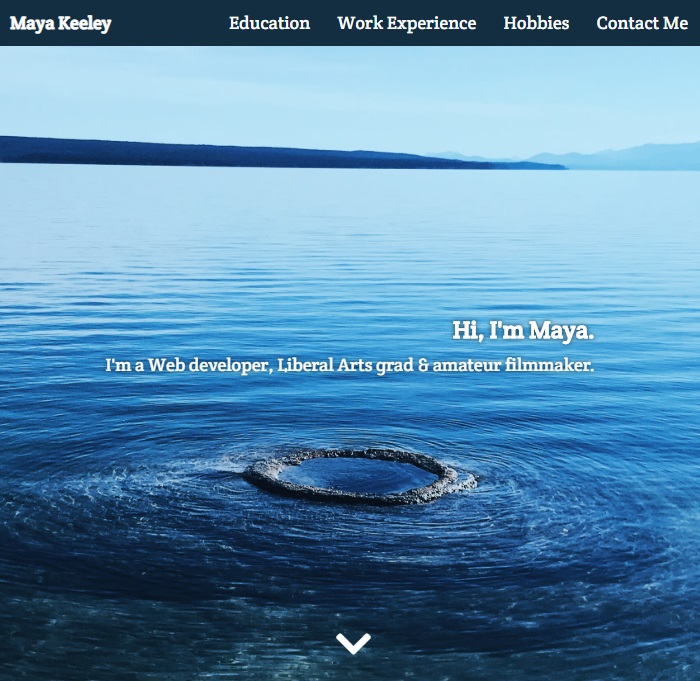 Maya Keeley Education Work Experience Hobbies Contact Me
Hi, I'm Maya.
I'm a Web developer, Liberal Arts grad & amateur filmmaker.